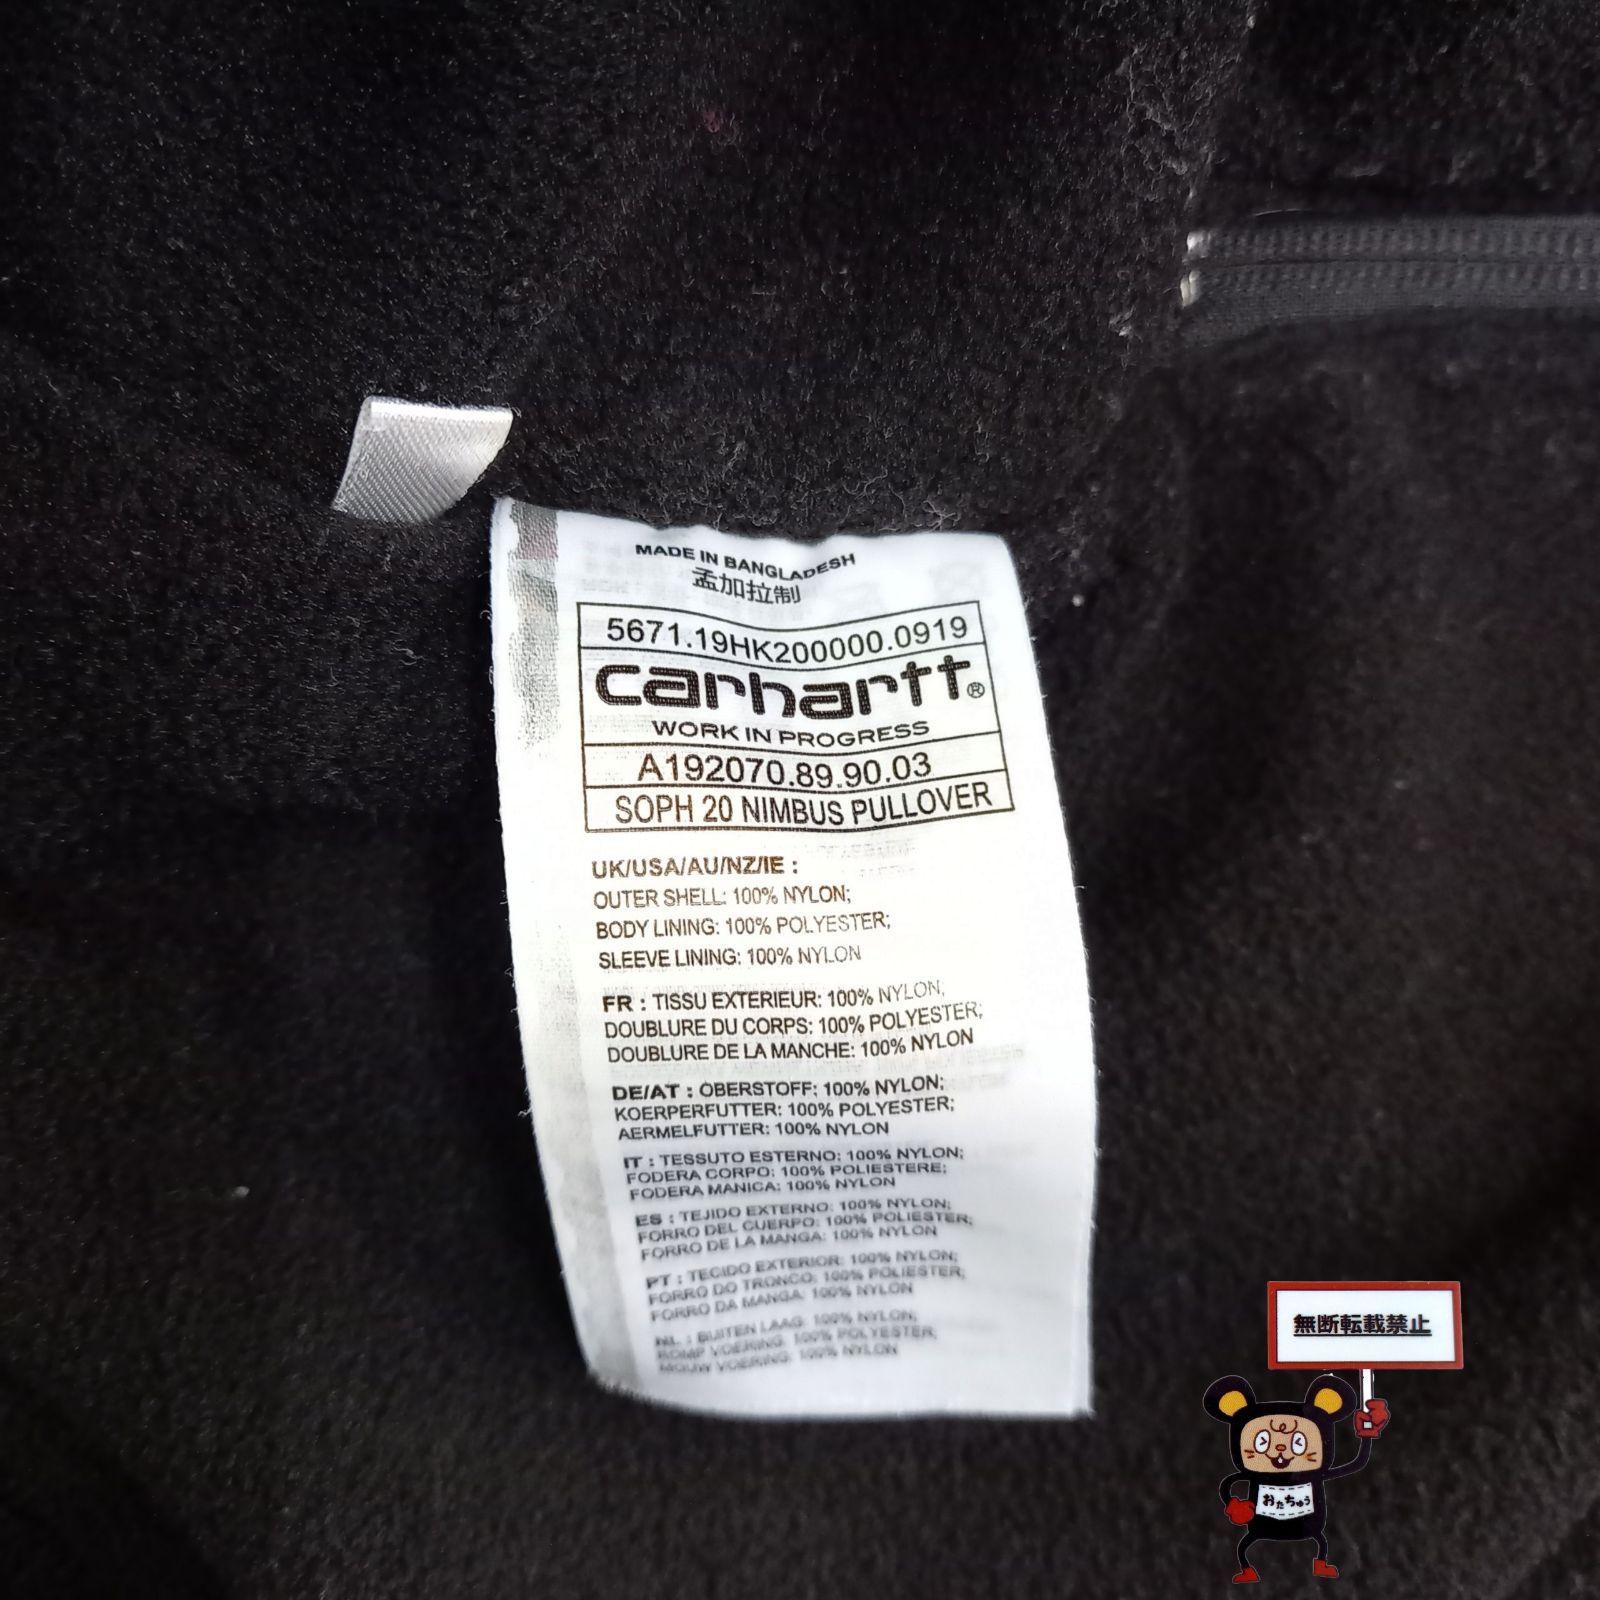 MADE IN BANGLADESH
孟加拉制
5671.19HK200000.0919
carhartt®
WORK IN PROGRESS
A192070.89.90.03
SOPH 20 NIMBUS PULLOVER
UK/USA/AU/NZ/IE :
OUTER SHELL: 100% NYLON;
BODY LINING: 100% POLYESTER;
SLEEVE LINING: 100% NYLON
FR : TISSU EXTERIEUR: 100% NYLON;
DOUBLURE DU CORPS: 100% POLYESTER;
DOUBLURE DE LA MANCHE: 100% NYLON
DE/AT : OBERSTOFF: 100% NYLON;
KOERPERFUTTER: 100% POLYESTER;
AERMELFUTTER: 100% NYLON
IT : TESSUTO ESTERNO: 100% NYLON;
FODERA CORPO: 100% POLIESTERE;
FODERA MANICA: 100% NYLON
ES : TEJIDO EXTERNO: 100% NYLON;
FORRO DEL CUERPO: 100% POLIESTER;
FORRO DE LA MANGA: 100% NYLON
PT : TECIDO EXTERIOR: 100% NYLON;
FORRO DO TRONCO: 100% POLIESTER;
FORRO DA MANGA: 100% NYLON
NL : BUITEN LAAG: 100% NYLON;
ROMP VOERING: 100% POLYESTER;
MOUW VOERING: 100% NYLON
無断転載禁止
おたちゅう